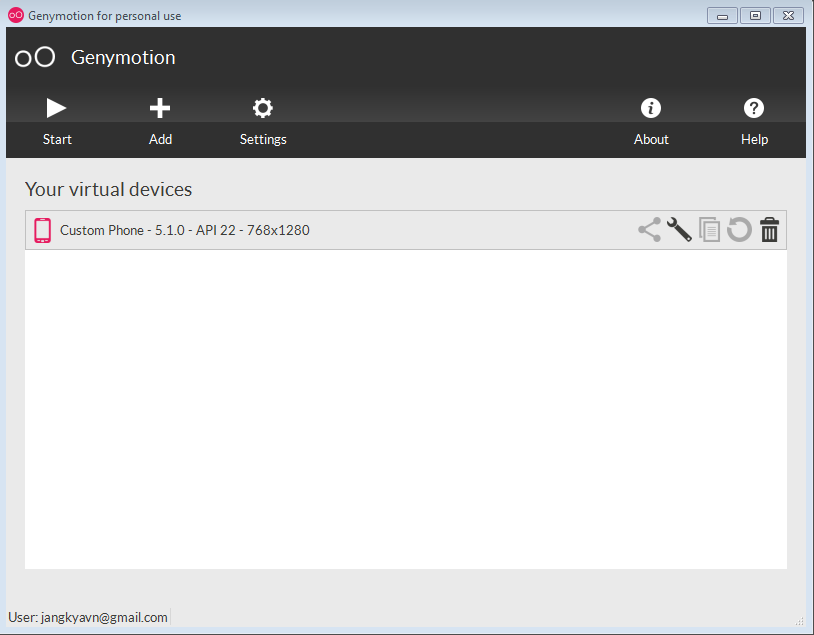 Genymotion for personal use
Genymotion
Start Add Settings About Help
Your virtual devices
Custom Phone - 5.1.0 - API 22 - 768x1280
User: jangkyavn@gmail.com